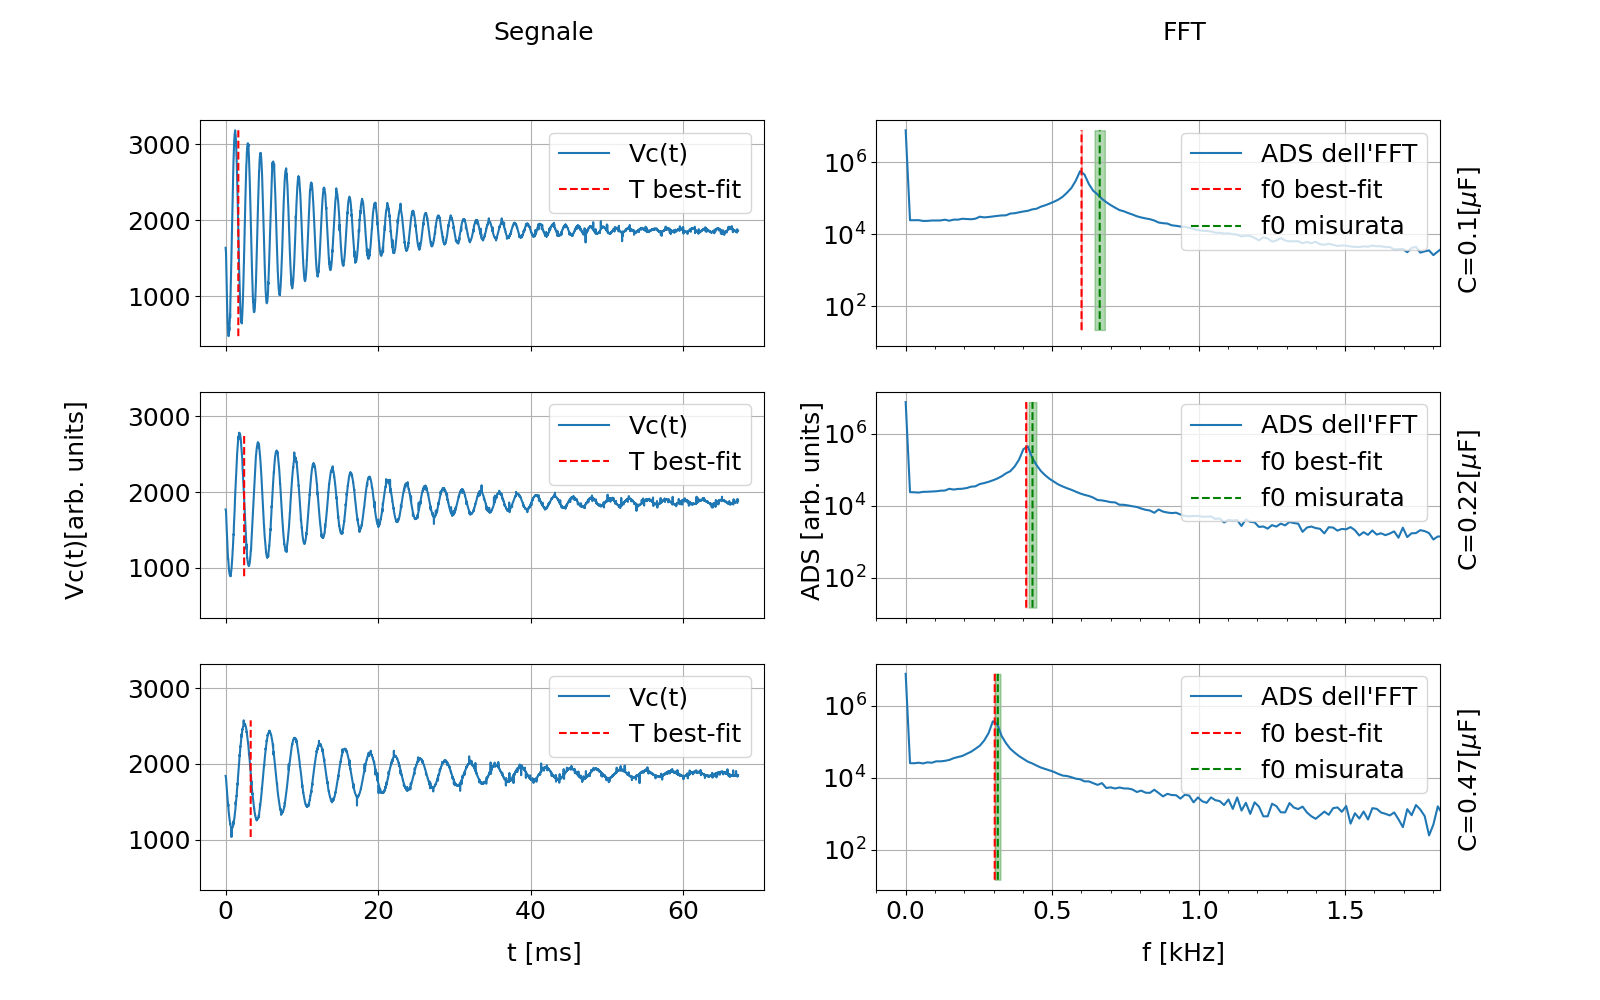 Segnale
FFT
3000
2000
1000
Vc(t)
T best-fit
10^6
10^4
10^2
ADS dell'FFT
f0 best-fit
f0 misurata
C=0.1[μF]
Vc(t)[arb. units]
3000
2000
1000
Vc(t)
T best-fit
ADS [arb. units]
10^6
10^4
10^2
ADS dell'FFT
f0 best-fit
f0 misurata
C=0.22[μF]
3000
2000
1000
Vc(t)
T best-fit
0 20 40 60
t [ms]
10^6
10^4
10^2
ADS dell'FFT
f0 best-fit
f0 misurata
C=0.47[μF]
0.0 0.5 1.0 1.5
f [kHz]